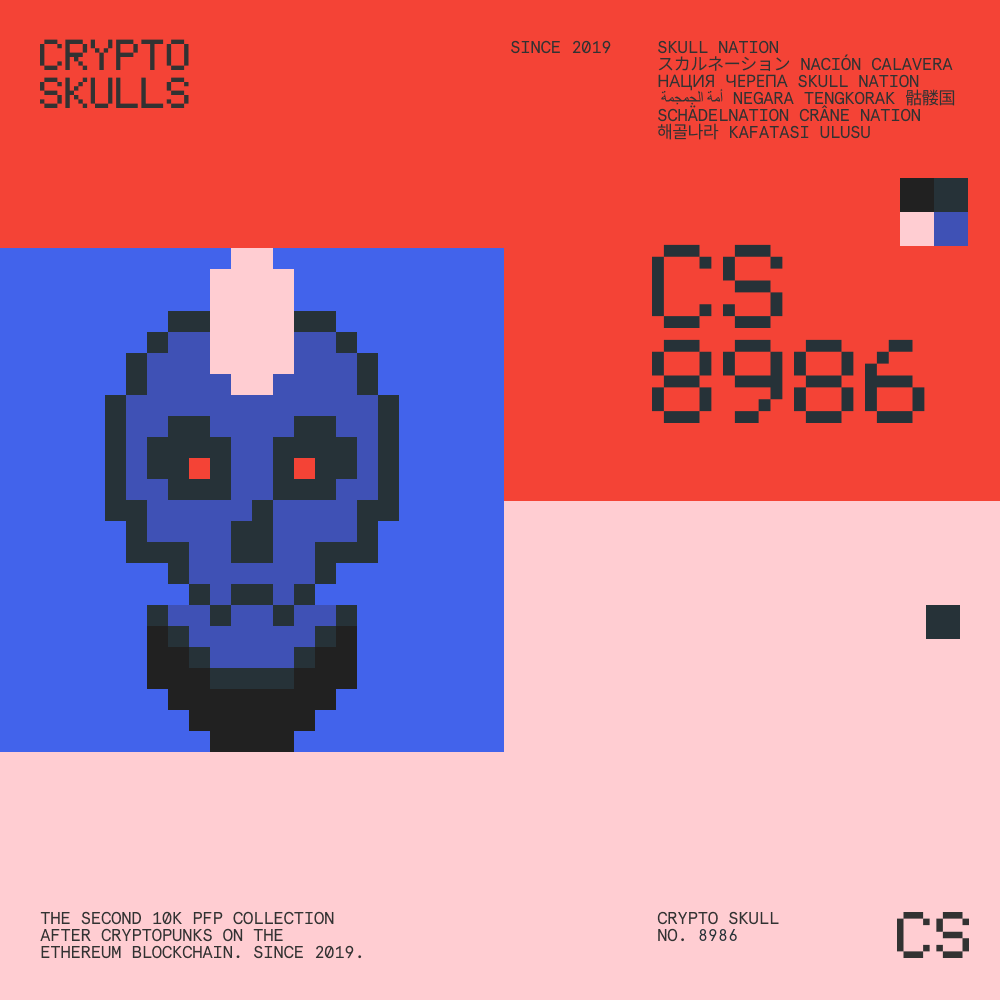 CRYPTO
SKULLS
SINCE 2019
SKULL NATION
スカルネーション NACIÓN CALAVERA
НАЦИЯ ЧЕРЕПА SKULL NATION
أمة الجمجمة NEGARA TENGKORAK 骷髅国
SCHÄDELNATION CRÂNE NATION
해골나라 KAFATASI ULUSU
CS
8986
THE SECOND 10K PFP COLLECTION
AFTER CRYPTOPUNKS ON THE
ETHEREUM BLOCKCHAIN. SINCE 2019.
CRYPTO SKULL
NO. 8986
CS